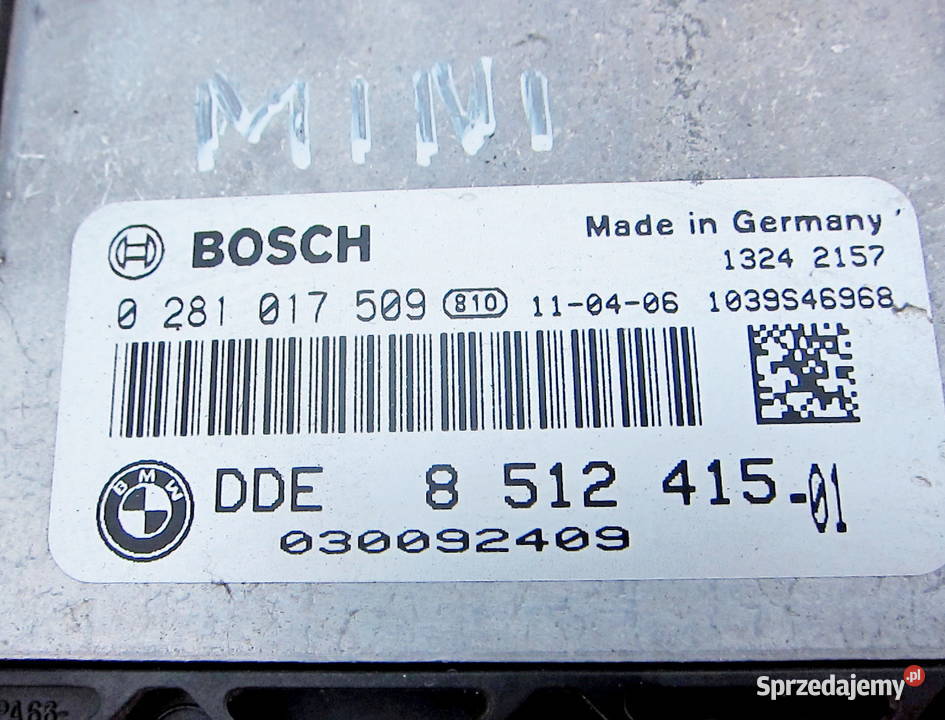 MINI
BOSCH
Made in Germany
1324 2157
0 281 017 509 810 11-04-06 1039S46968
BMW
DDE 8 512 415-01
030092409
Sprzedajemy.pl